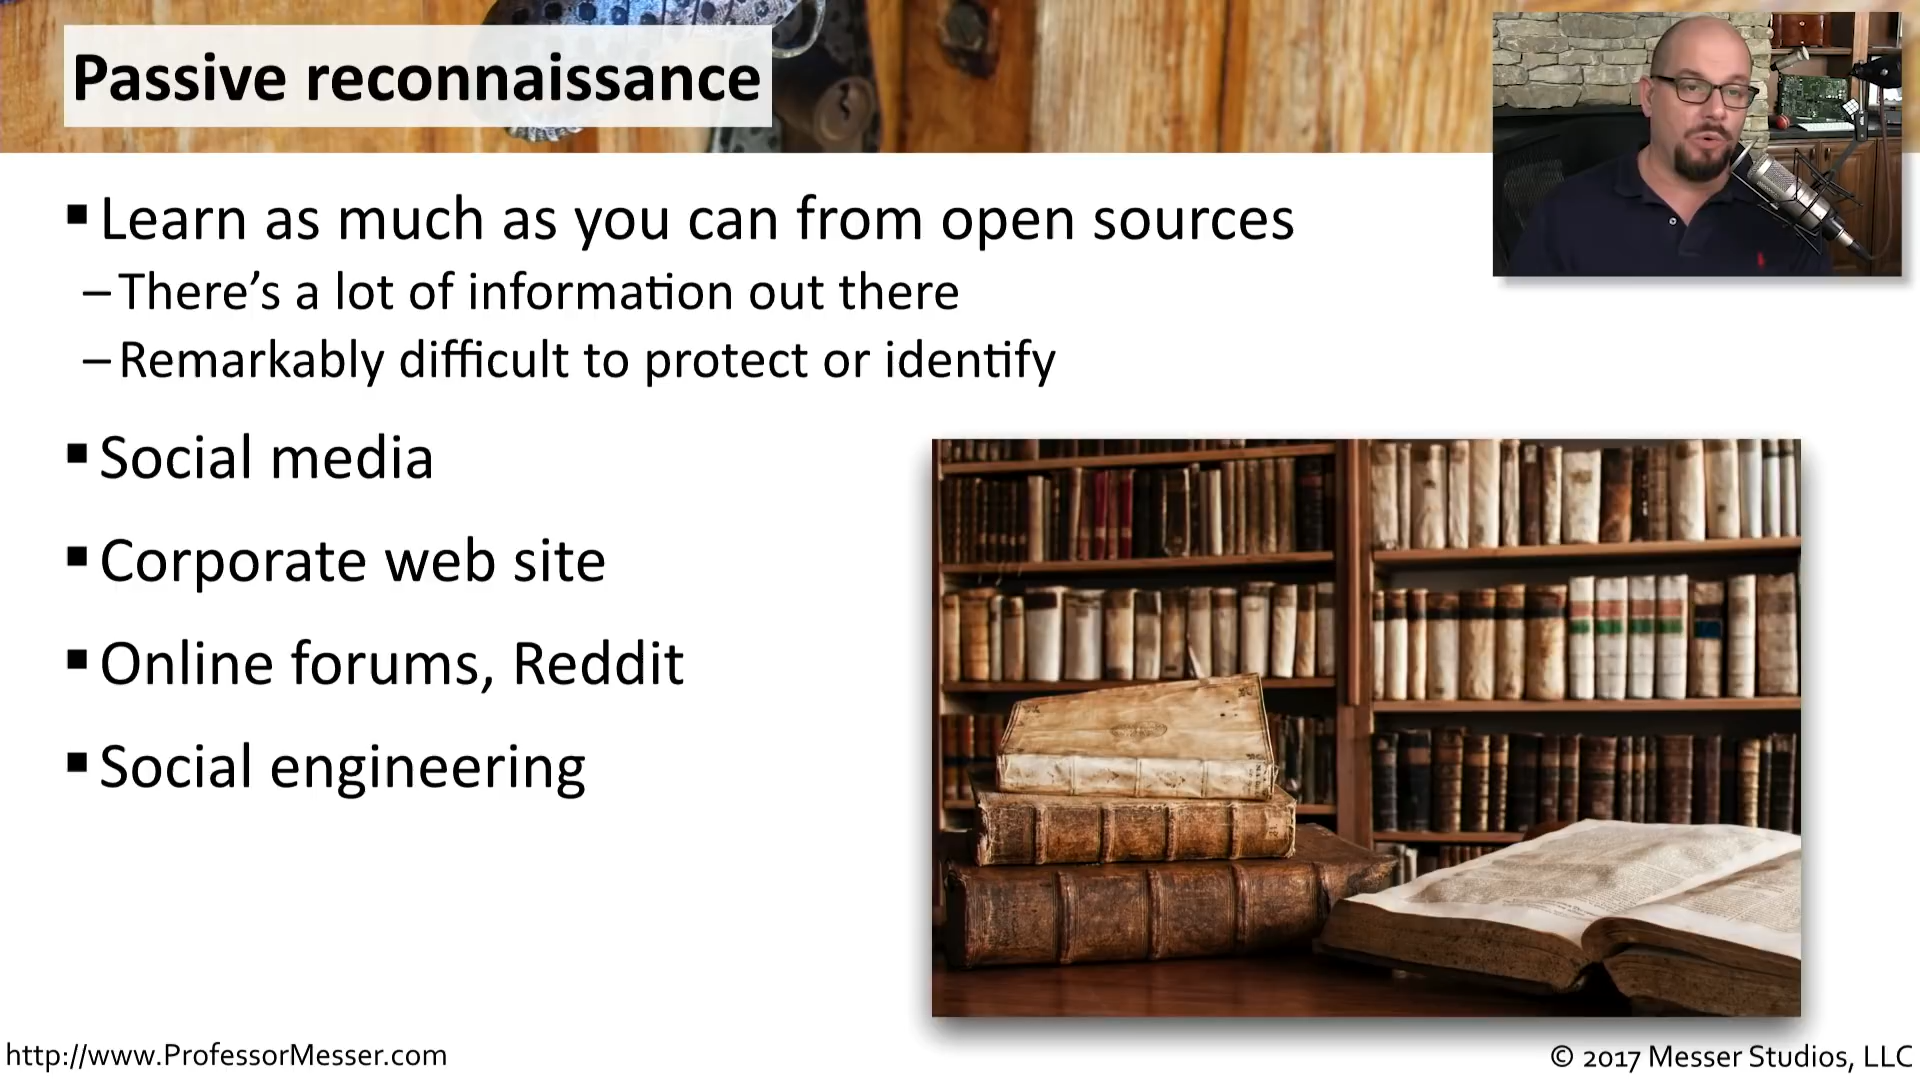 Passive reconnaissance
▪ Learn as much as you can from open sources
– There’s a lot of information out there
– Remarkably difficult to protect or identify
▪ Social media
▪ Corporate web site
▪ Online forums, Reddit
▪ Social engineering
http://www.ProfessorMesser.com
© 2017 Messer Studios, LLC